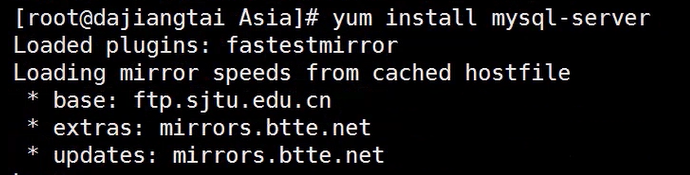 [root@dajiangtai Asia]# yum install mysql-server
Loaded plugins: fastestmirror
Loading mirror speeds from cached hostfile
 * base: ftp.sjtu.edu.cn
 * extras: mirrors.btte.net
 * updates: mirrors.btte.net